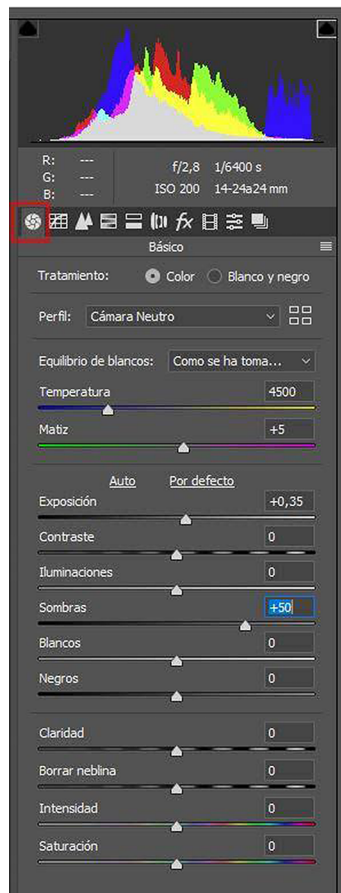 R: ---
G: ---
B: ---
f/2,8 1/6400 s
ISO 200 14-24a24 mm
fx
Básico
Tratamiento: Color Blanco y negro
Perfil: Cámara Neutro
Equilibrio de blancos: Como se ha toma...
Temperatura 4500
Matiz +5
Auto Por defecto
Exposición +0,35
Contraste 0
Iluminaciones 0
Sombras +50
Blancos 0
Negros 0
Claridad 0
Borrar neblina 0
Intensidad 0
Saturación 0